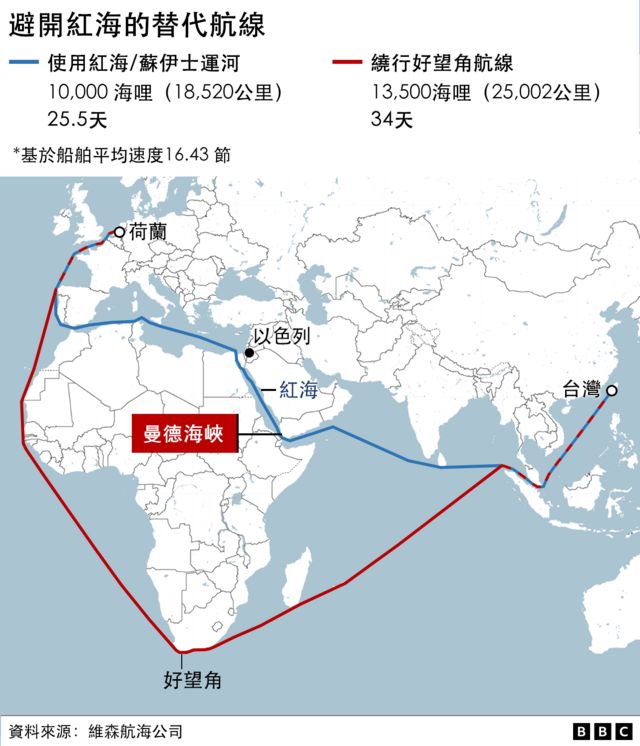 避開紅海的替代航線
使用紅海/蘇伊士運河
10,000 海哩（18,520公里）
25.5天
繞行好望角航線
13,500海哩（25,002公里）
34天
*基於船舶平均速度16.43 節
荷蘭
以色列
紅海
台灣
曼德海峽
好望角
資料來源：維森航海公司
BBC